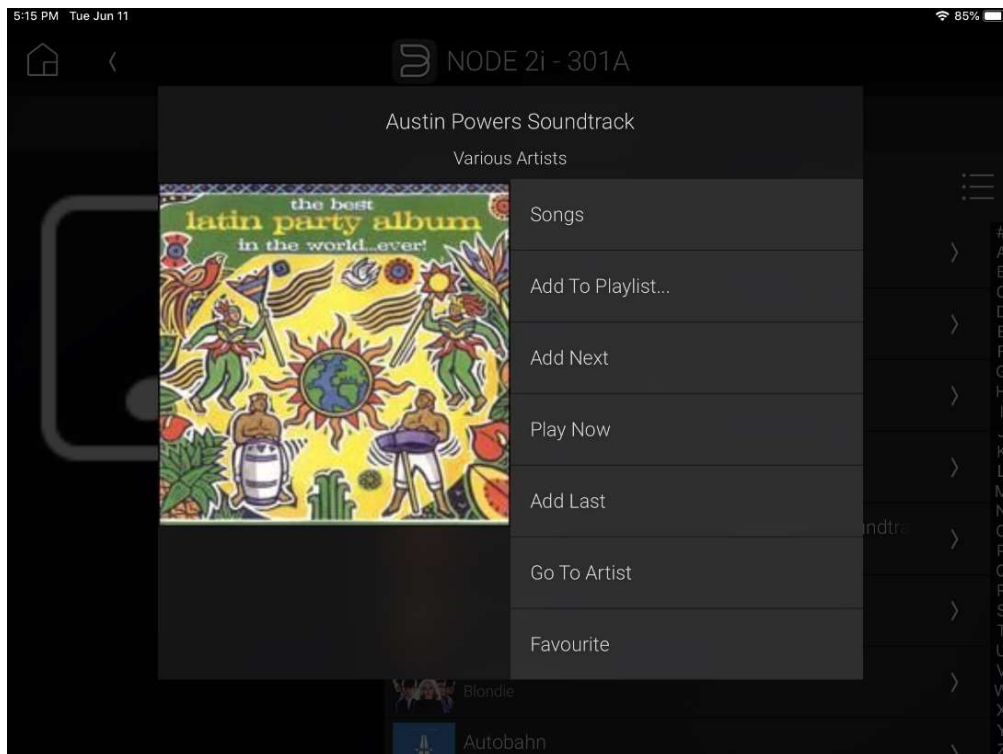 5:15 PM Tue Jun 11
85%
NODE 2i - 301A
Austin Powers Soundtrack
Various Artists
the best
latin party album
in the world...ever!
Songs
Add To Playlist...
Add Next
Play Now
Add Last
Go To Artist
Favourite
Blondie
Autobahn